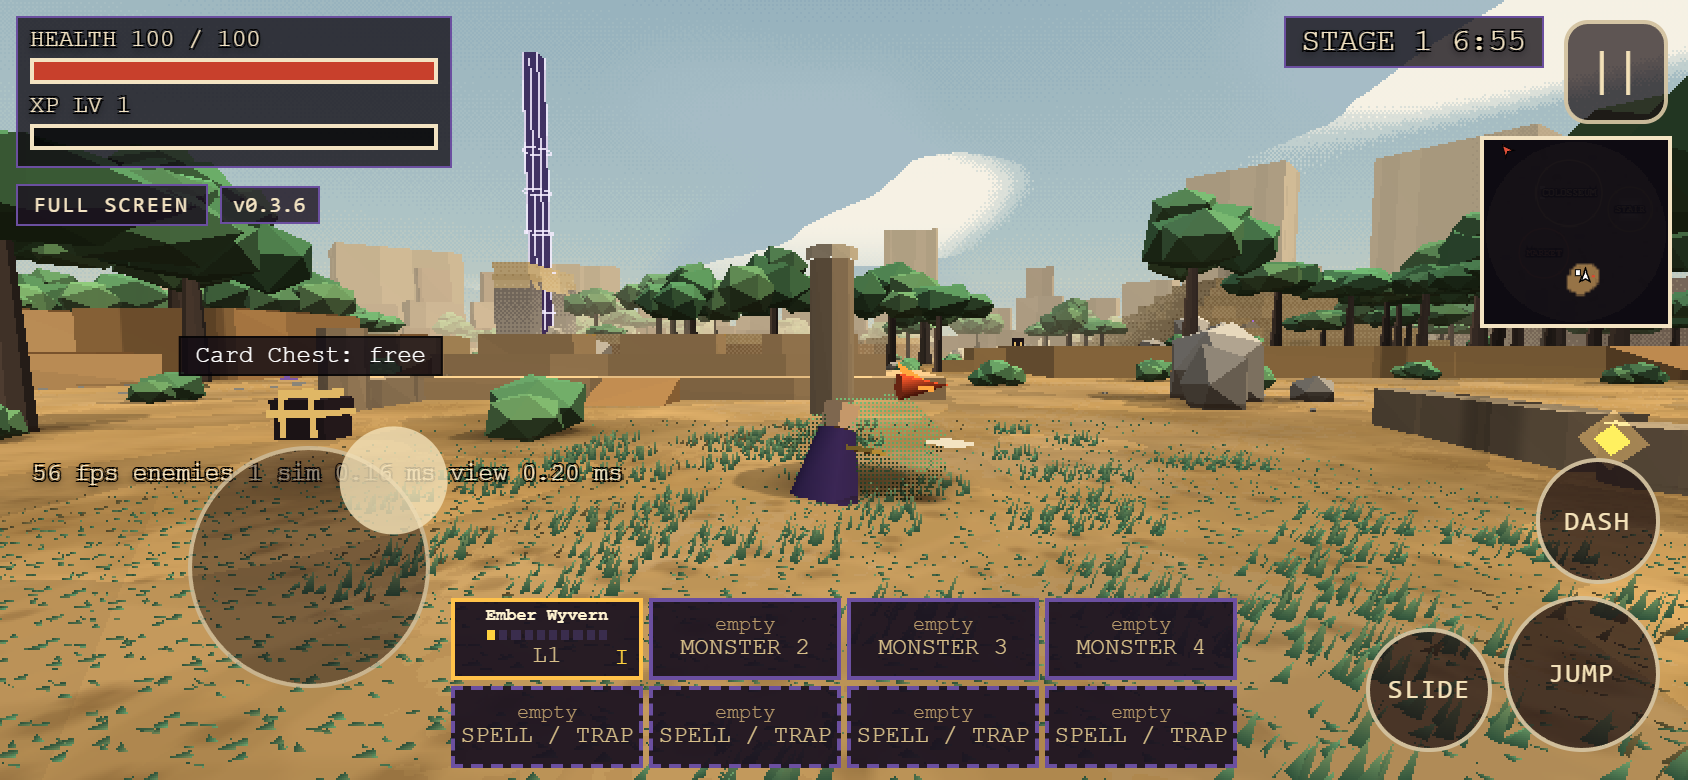 HEALTH 100 / 100
XP LV 1
FULL SCREEN
v0.3.6
STAGE 1 6:55
Card Chest: free
56 fps enemies 1 sim 0.16 ms view 0.20 ms
DASH
JUMP
SLIDE
Ember Wyvern
L1
I
empty
MONSTER 2
empty
MONSTER 3
empty
MONSTER 4
empty
SPELL / TRAP
empty
SPELL / TRAP
empty
SPELL / TRAP
empty
SPELL / TRAP